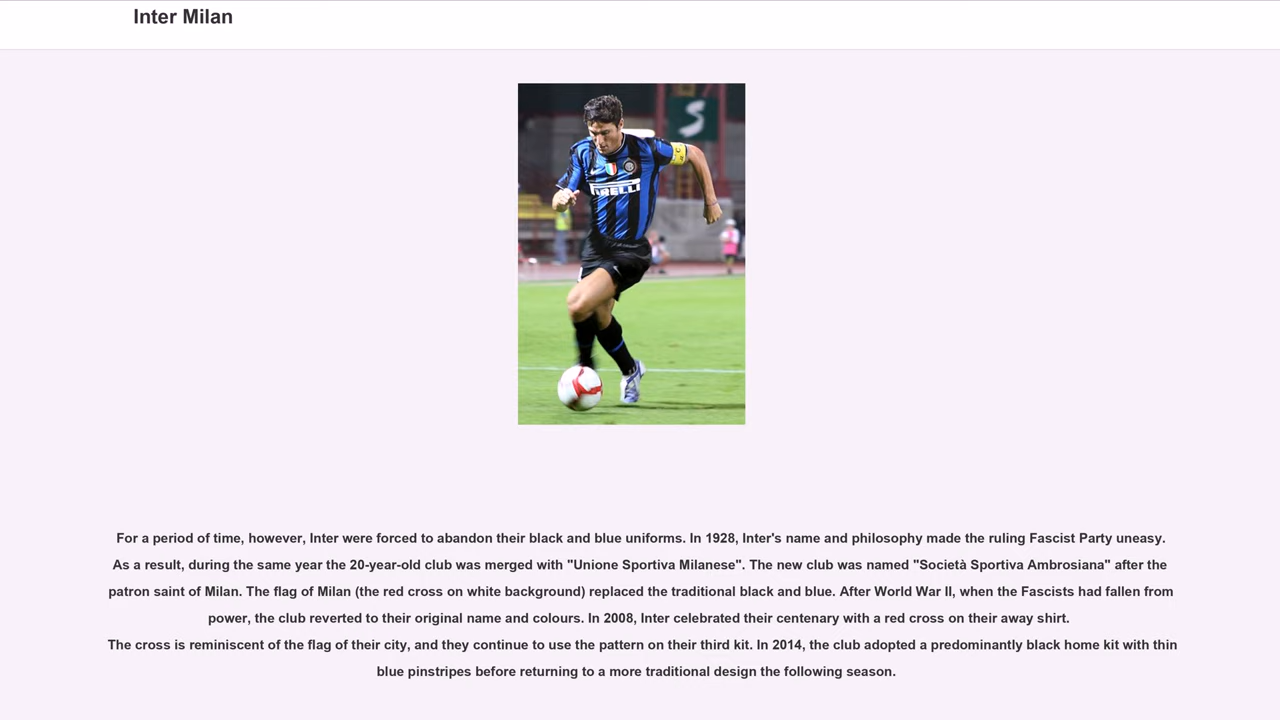 Inter Milan
S
PIRELLI
For a period of time, however, Inter were forced to abandon their black and blue uniforms. In 1928, Inter's name and philosophy made the ruling Fascist Party uneasy.
As a result, during the same year the 20-year-old club was merged with "Unione Sportiva Milanese". The new club was named "Società Sportiva Ambrosiana" after the
patron saint of Milan. The flag of Milan (the red cross on white background) replaced the traditional black and blue. After World War II, when the Fascists had fallen from
power, the club reverted to their original name and colours. In 2008, Inter celebrated their centenary with a red cross on their away shirt.
The cross is reminiscent of the flag of their city, and they continue to use the pattern on their third kit. In 2014, the club adopted a predominantly black home kit with thin
blue pinstripes before returning to a more traditional design the following season.